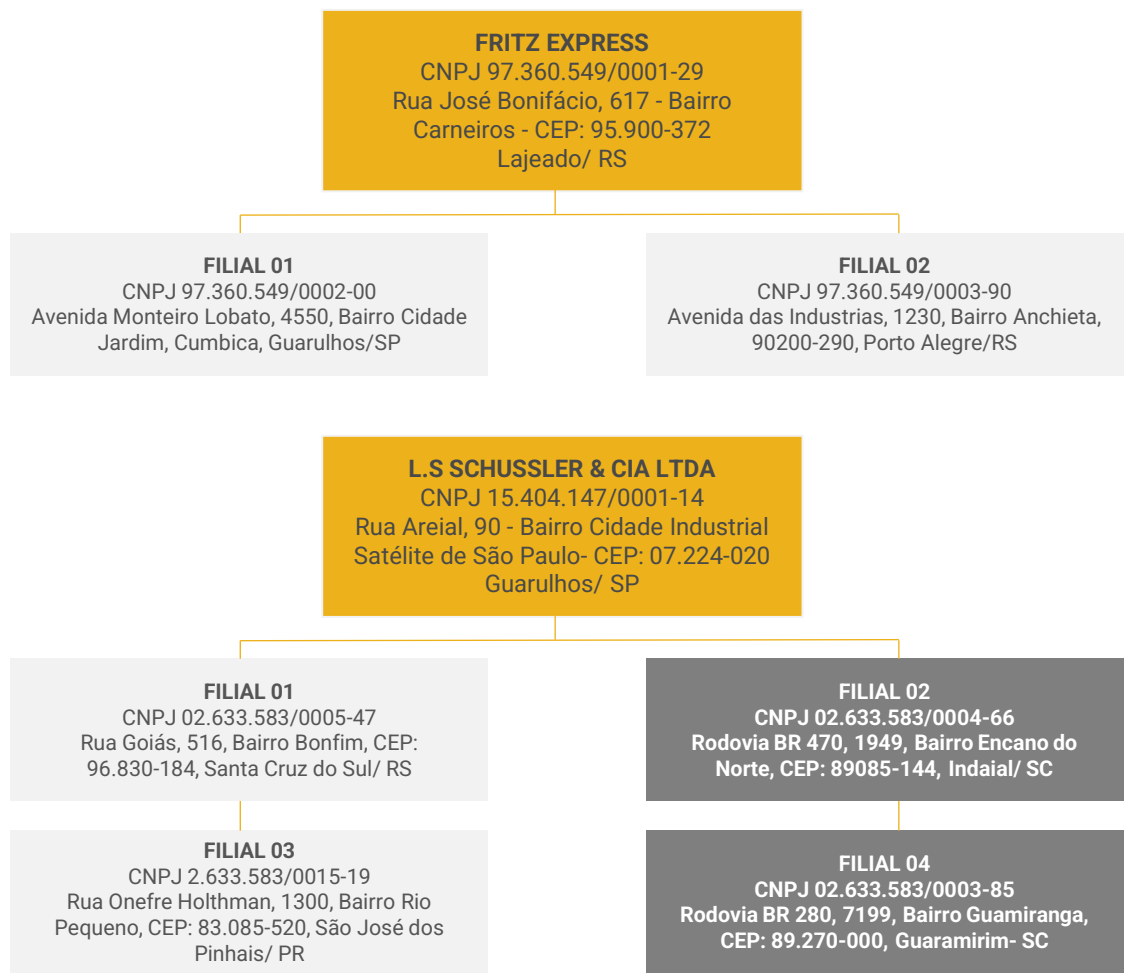 FRITZ EXPRESS
CNPJ 97.360.549/0001-29
Rua José Bonifácio, 617 - Bairro
Carneiros - CEP: 95.900-372
Lajeado/ RS
FILIAL 01
CNPJ 97.360.549/0002-00
Avenida Monteiro Lobato, 4550, Bairro Cidade
Jardim, Cumbica, Guarulhos/SP
FILIAL 02
CNPJ 97.360.549/0003-90
Avenida das Industrias, 1230, Bairro Anchieta,
90200-290, Porto Alegre/RS
L.S SCHUSSLER & CIA LTDA
CNPJ 15.404.147/0001-14
Rua Areial, 90 - Bairro Cidade Industrial
Satélite de São Paulo- CEP: 07.224-020
Guarulhos/ SP
FILIAL 01
CNPJ 02.633.583/0005-47
Rua Goiás, 516, Bairro Bonfim, CEP:
96.830-184, Santa Cruz do Sul/ RS
FILIAL 02
CNPJ 02.633.583/0004-66
Rodovia BR 470, 1949, Bairro Encano do
Norte, CEP: 89085-144, Indaial/ SC
FILIAL 03
CNPJ 2.633.583/0015-19
Rua Onefre Holthman, 1300, Bairro Rio
Pequeno, CEP: 83.085-520, São José dos
Pinhais/ PR
FILIAL 04
CNPJ 02.633.583/0003-85
Rodovia BR 280, 7199, Bairro Guamiranga,
CEP: 89.270-000, Guaramirim- SC